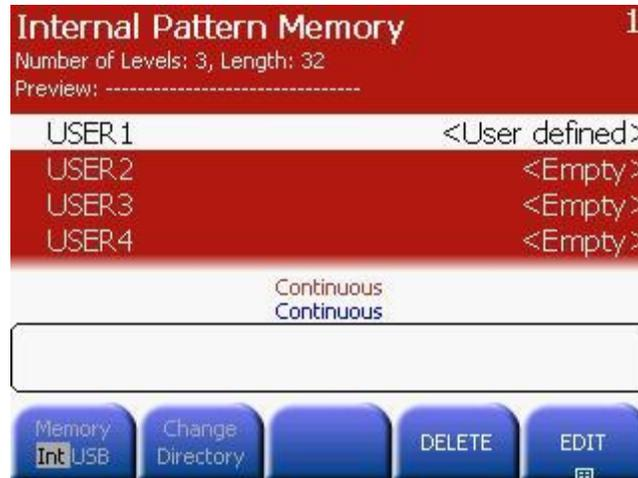 Internal Pattern Memory 1
Number of Levels: 3, Length: 32
Preview: --------------------------------
USER1 <User defined>
USER2 <Empty>
USER3 <Empty>
USER4 <Empty>
Continuous
Continuous
Memory
Int USB
Change
Directory
DELETE
EDIT